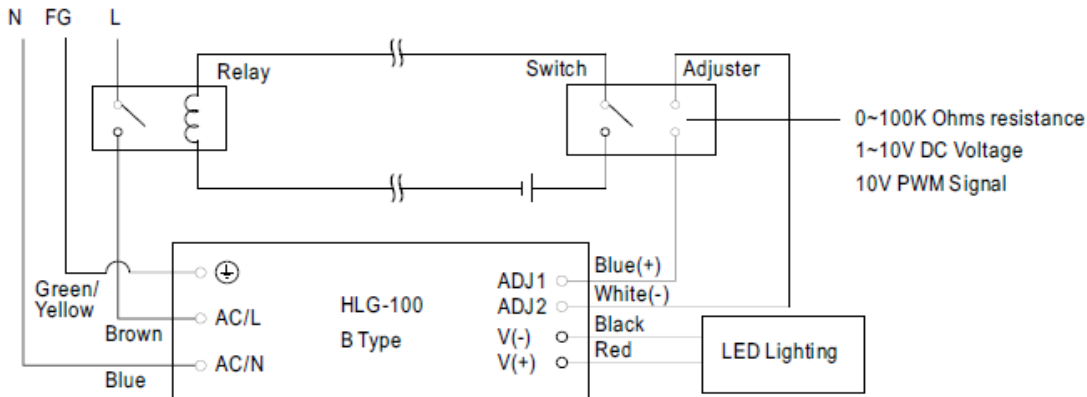 N FG L
Relay
Switch
Adjuster
0~100K Ohms resistance
1~10V DC Voltage
10V PWM Signal
Green/
Yellow
Brown
Blue
AC/L
AC/N
HLG-100
B Type
ADJ1
ADJ2
V(-)
V(+)
Blue(+)
White(-)
Black
Red
LED Lighting